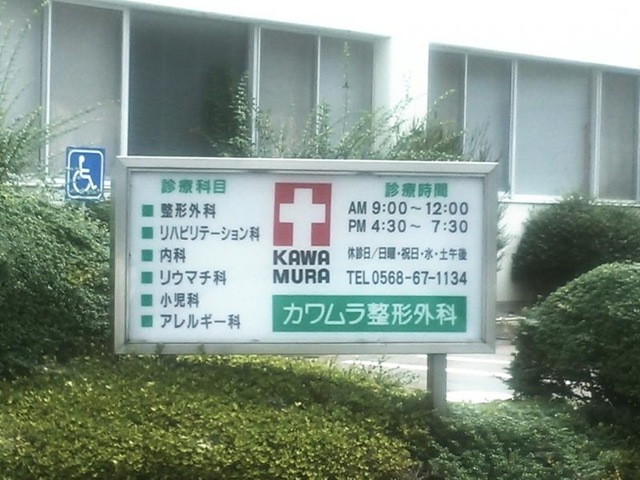 診療科目
整形外科
リハビリテーション科
内科
リウマチ科
小児科
アレルギー科
KAWA
MURA
診療時間
AM 9:00～12:00
PM 4:30～ 7:30
休診日/日曜・祝日・水・土午後
TEL 0568-67-1134
カワムラ整形外科